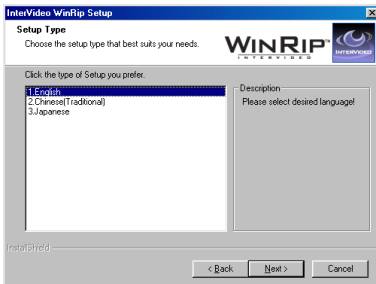 InterVideo WinRip Setup
Setup Type
Choose the setup type that best suits your needs.
WINRIP™
INTERVIDEO
INTERVIDEO
Click the type of Setup you prefer.
1.English
2.Chinese(Traditional)
3.Japanese
Description
Please select desired language!
InstallShield
< Back
Next >
Cancel